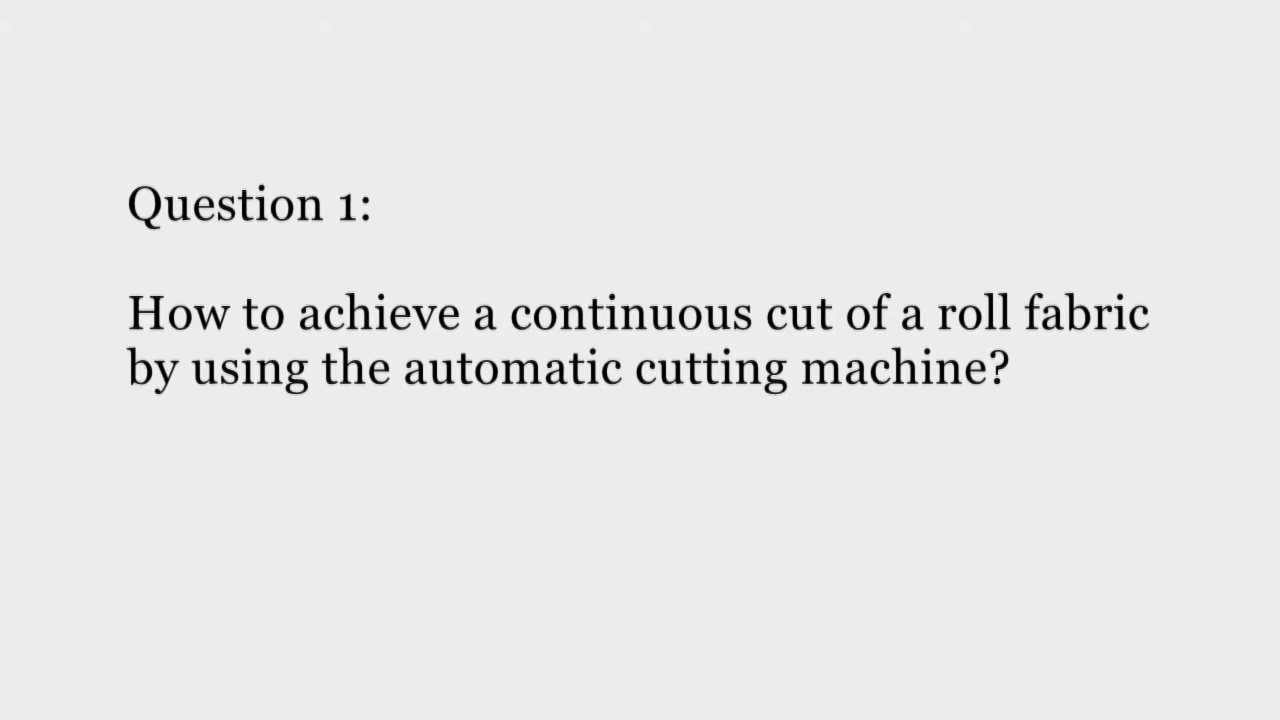 Question 1:
How to achieve a continuous cut of a roll fabric
by using the automatic cutting machine?